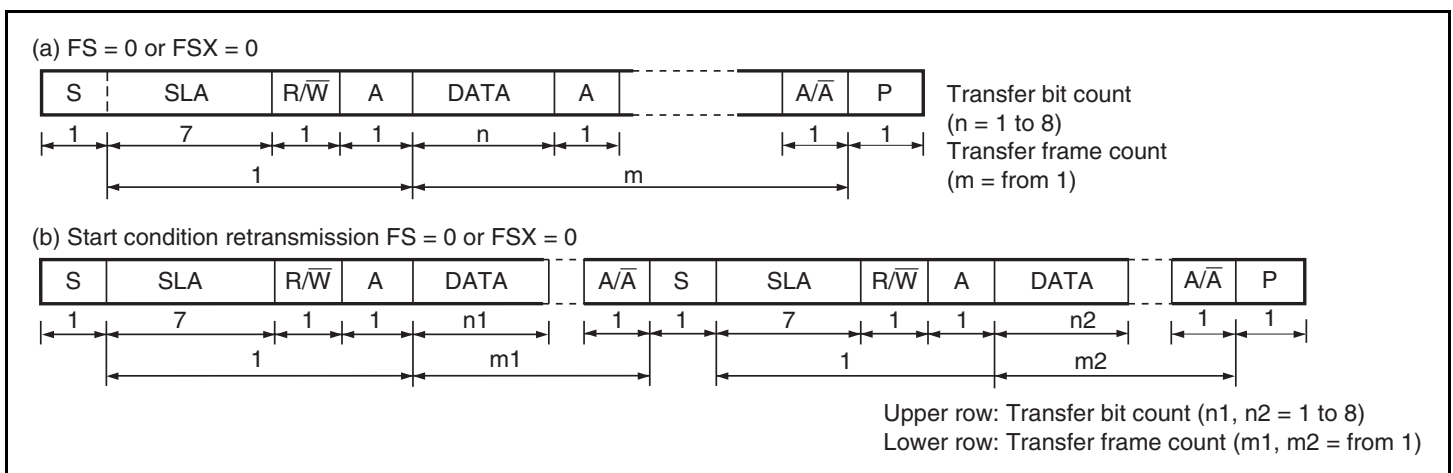 (a) FS = 0 or FSX = 0
S SLA R/W̅ A DATA A A/A̅ P
1 7 1 1 n 1 1 1
1 m
Transfer bit count
(n = 1 to 8)
Transfer frame count
(m = from 1)
(b) Start condition retransmission FS = 0 or FSX = 0
S SLA R/W̅ A DATA A/A̅ S SLA R/W̅ A DATA A/A̅ P
1 7 1 1 n1 1 1 7 1 1 n2 1 1
1 m1 1 m2
Upper row: Transfer bit count (n1, n2 = 1 to 8)
Lower row: Transfer frame count (m1, m2 = from 1)